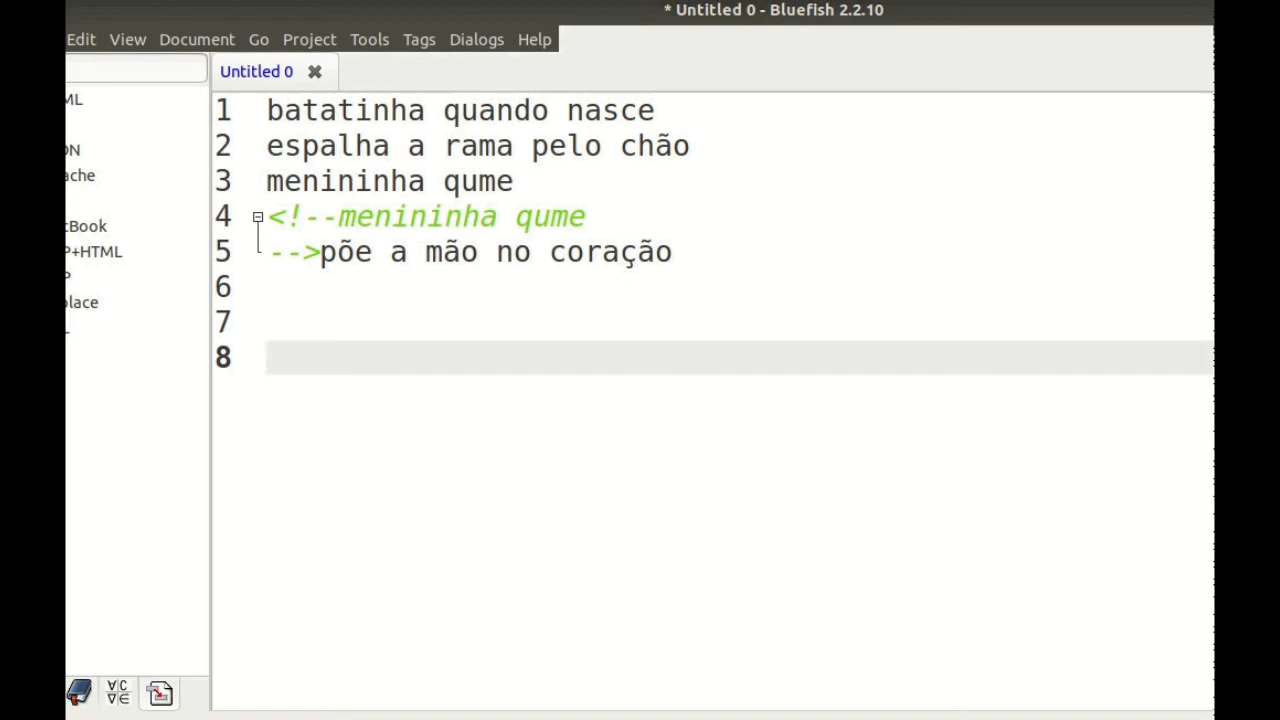 * Untitled 0 - Bluefish 2.2.10
Edit View Document Go Project Tools Tags Dialogs Help
Untitled 0
ML
1 batatinha quando nasce
2 espalha a rama pelo chão
ON
ache
3 menininha qume
4 <!--menininha qume
cBook
P+HTML
5 -->põe a mão no coração
P
6
place
7
8